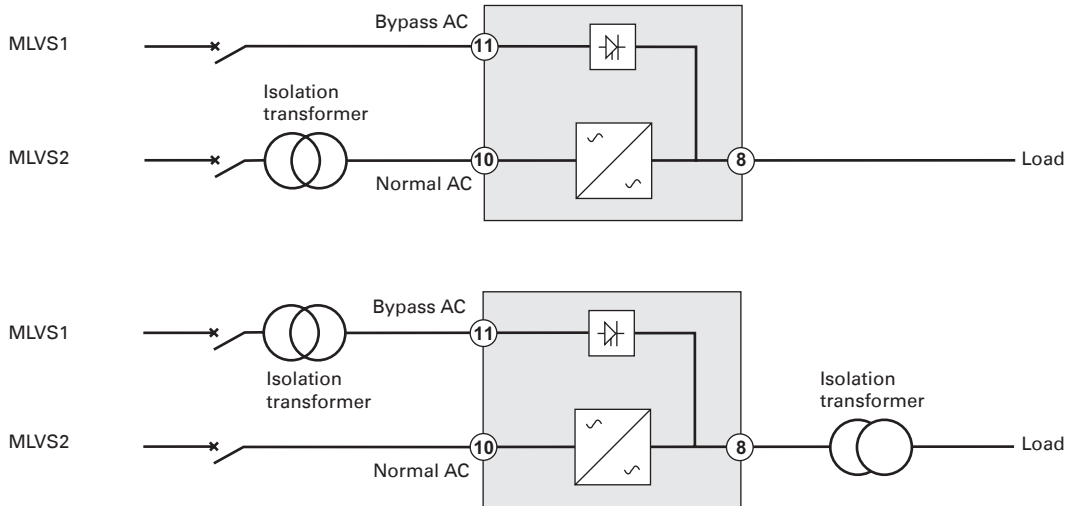 Bypass AC
MLVS1
11
Isolation
transformer
MLVS2
10
8
Load
Normal AC
Bypass AC
MLVS1
11
Isolation
transformer
Isolation
transformer
MLVS2
10
8
Load
Normal AC